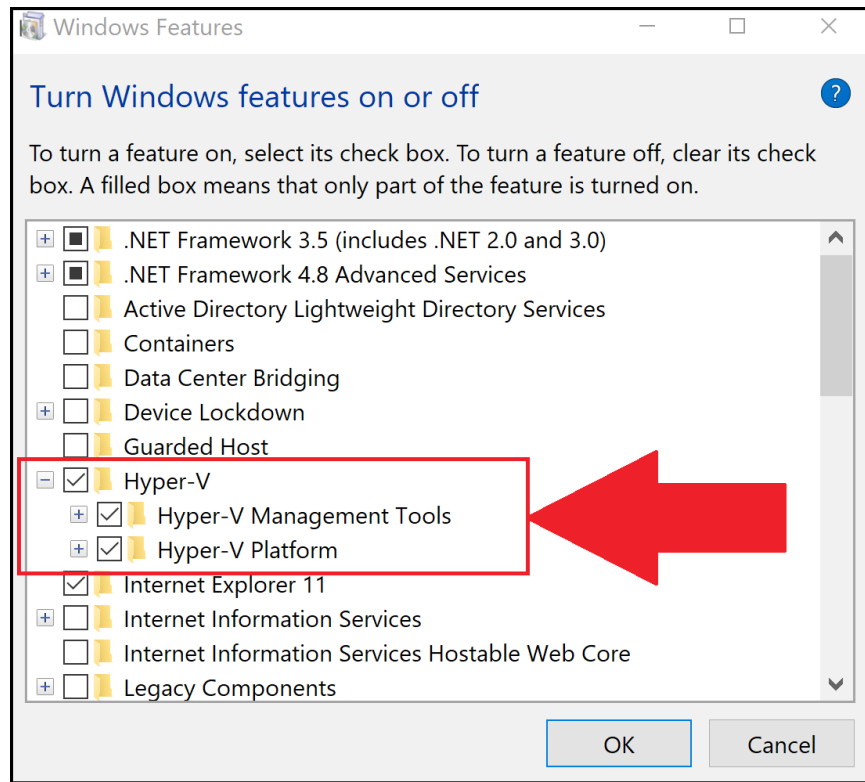 Windows Features
Turn Windows features on or off
?
To turn a feature on, select its check box. To turn a feature off, clear its check
box. A filled box means that only part of the feature is turned on.
.NET Framework 3.5 (includes .NET 2.0 and 3.0)
.NET Framework 4.8 Advanced Services
Active Directory Lightweight Directory Services
Containers
Data Center Bridging
Device Lockdown
Guarded Host
Hyper-V
Hyper-V Management Tools
Hyper-V Platform
Internet Explorer 11
Internet Information Services
Internet Information Services Hostable Web Core
Legacy Components
OK
Cancel